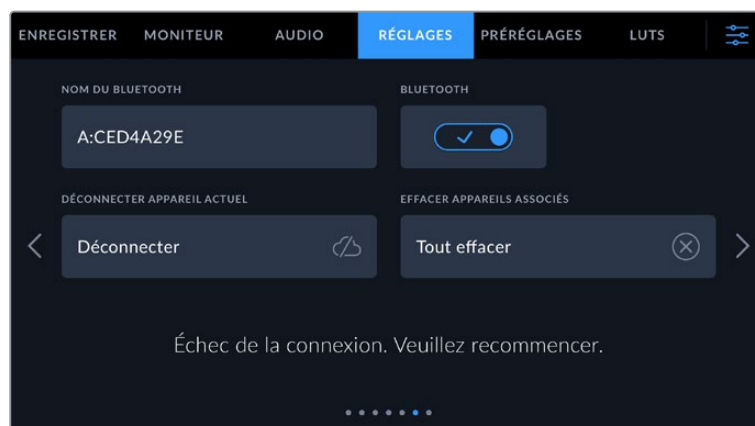 ENREGISTRER MONITEUR AUDIO RÉGLAGES PRÉRÉGLAGES LUTS
NOM DU BLUETOOTH BLUETOOTH
A:CED4A29E
DÉCONNECTER APPAREIL ACTUEL EFFACER APPAREILS ASSOCIÉS
Déconnecter Tout effacer
Échec de la connexion. Veuillez recommencer.